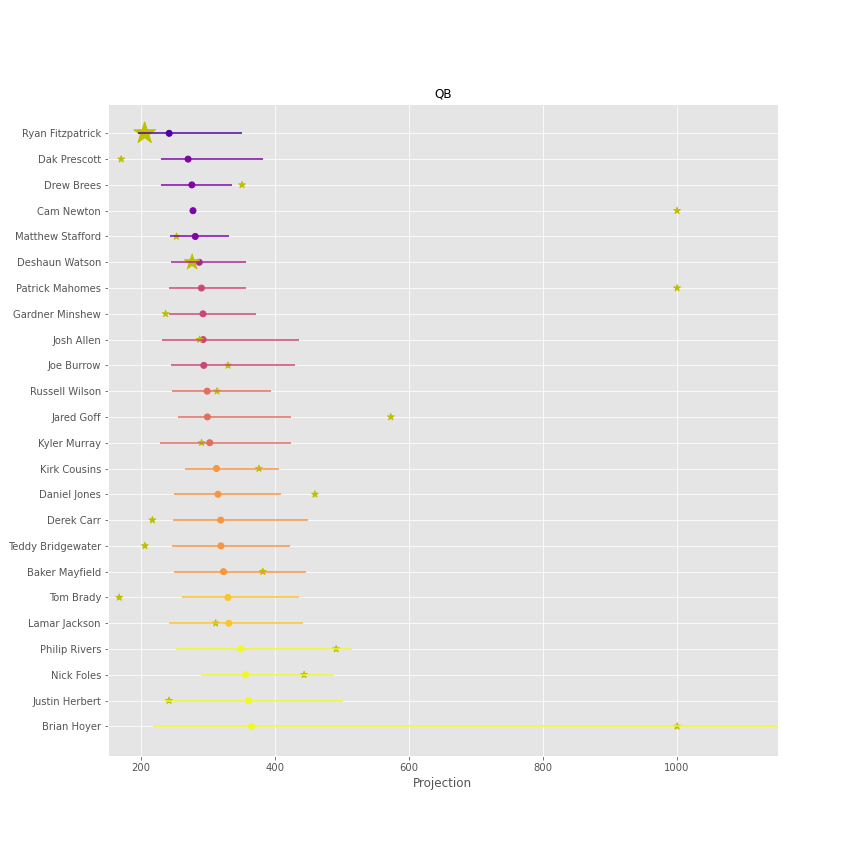 QB
Ryan Fitzpatrick
Dak Prescott
Drew Brees
Cam Newton
Matthew Stafford
Deshaun Watson
Patrick Mahomes
Gardner Minshew
Josh Allen
Joe Burrow
Russell Wilson
Jared Goff
Kyler Murray
Kirk Cousins
Daniel Jones
Derek Carr
Teddy Bridgewater
Baker Mayfield
Tom Brady
Lamar Jackson
Philip Rivers
Nick Foles
Justin Herbert
Brian Hoyer
200 400 600 800 1000
Projection